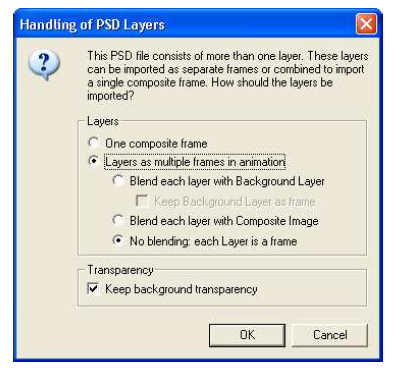 Handling of PSD Layers
This PSD file consists of more than one layer. These layers
can be imported as separate frames or combined to import
a single composite frame. How should the layers be
imported?
Layers
One composite frame
Layers as multiple frames in animation
Blend each layer with Background Layer
Keep Background Layer as frame
Blend each layer with Composite Image
No blending: each Layer is a frame
Transparency
Keep background transparency
OK Cancel